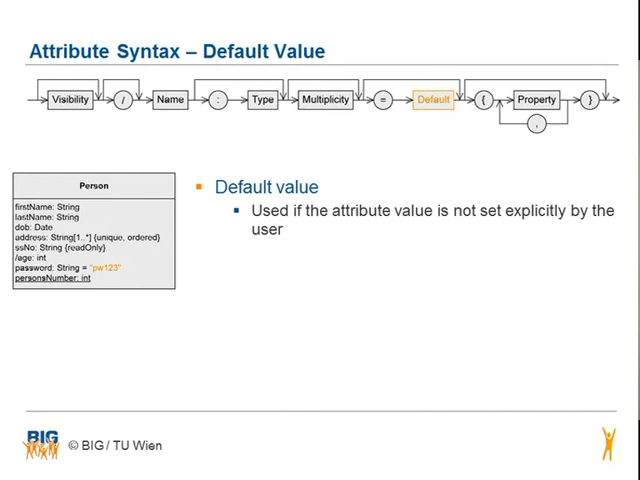 Attribute Syntax – Default Value
Visibility / Name : Type Multiplicity = Default { Property }
,
Person
firstName: String
lastName: String
dob: Date
address: String[1..*] {unique, ordered}
ssNo: String {readOnly}
/age: int
password: String = "pw123"
personsNumber: int
Default value
Used if the attribute value is not set explicitly by the
user
BIG
© BIG / TU Wien